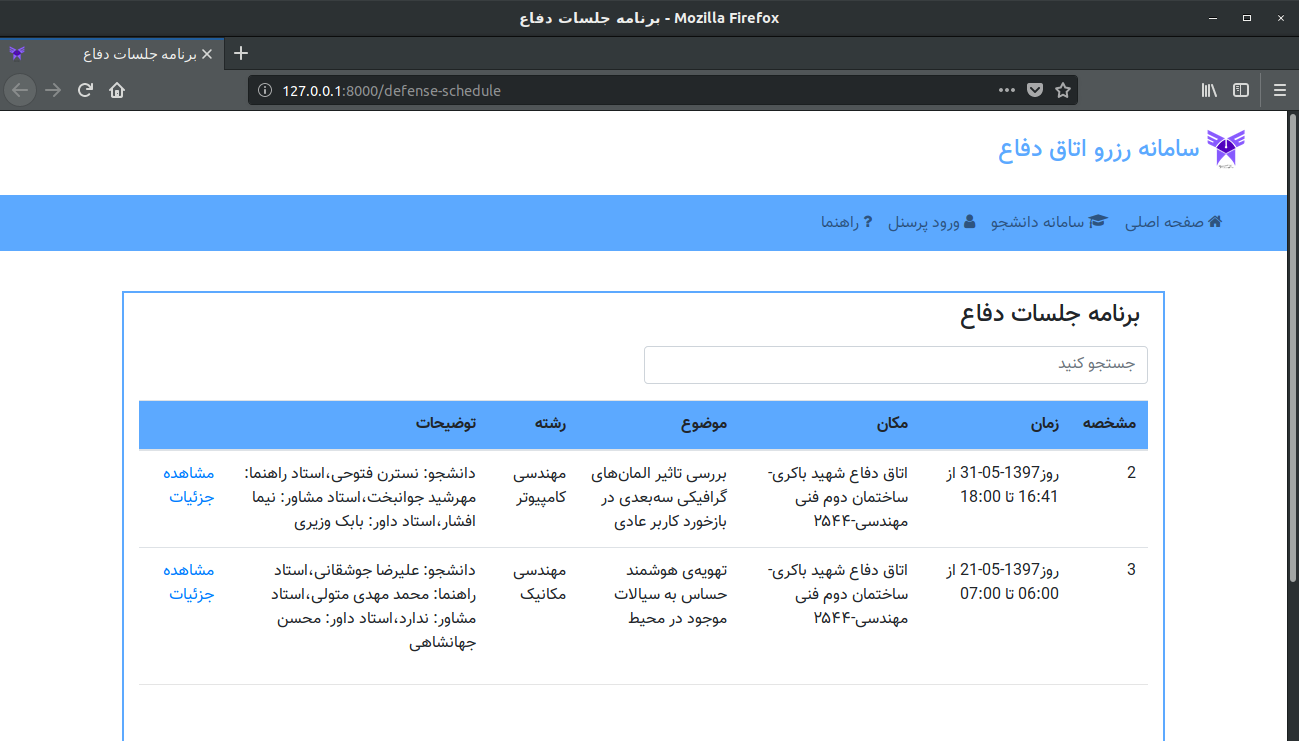 برنامه جلسات دفاع - Mozilla Firefox
برنامه جلسات دفاع
127.0.0.1:8000/defense-schedule
سامانه رزرو اتاق دفاع
صفحه اصلی سامانه دانشجو ورود پرسنل ? راهنما
برنامه جلسات دفاع
جستجو کنید
مشخصه زمان مکان موضوع رشته توضیحات
2 روز1397-05-31 از اتاق دفاع شهید باکری- بررسی تاثیر المان‌های مهندسی دانشجو: نسترن فتوحی،استاد راهنما: مشاهده
16:41 تا 18:00 ساختمان دوم فنی گرافیکی سه‌بعدی در کامپیوتر مهرشید جوانبخت،استاد مشاور: نیما جزئیات
مهندسی-۲۵۴۴ بازخورد کاربر عادی افشار،استاد داور: بابک وزیری
3 روز1397-05-21 از اتاق دفاع شهید باکری- تهویه‌ی هوشمند مهندسی دانشجو: علیرضا جوشقانی،استاد مشاهده
06:00 تا 07:00 ساختمان دوم فنی حساس به سیالات مکانیک راهنما: محمد مهدی متولی،استاد جزئیات
مهندسی-۲۵۴۴ موجود در محیط مشاور: ندارد،استاد داور: محسن
جهانشاهی